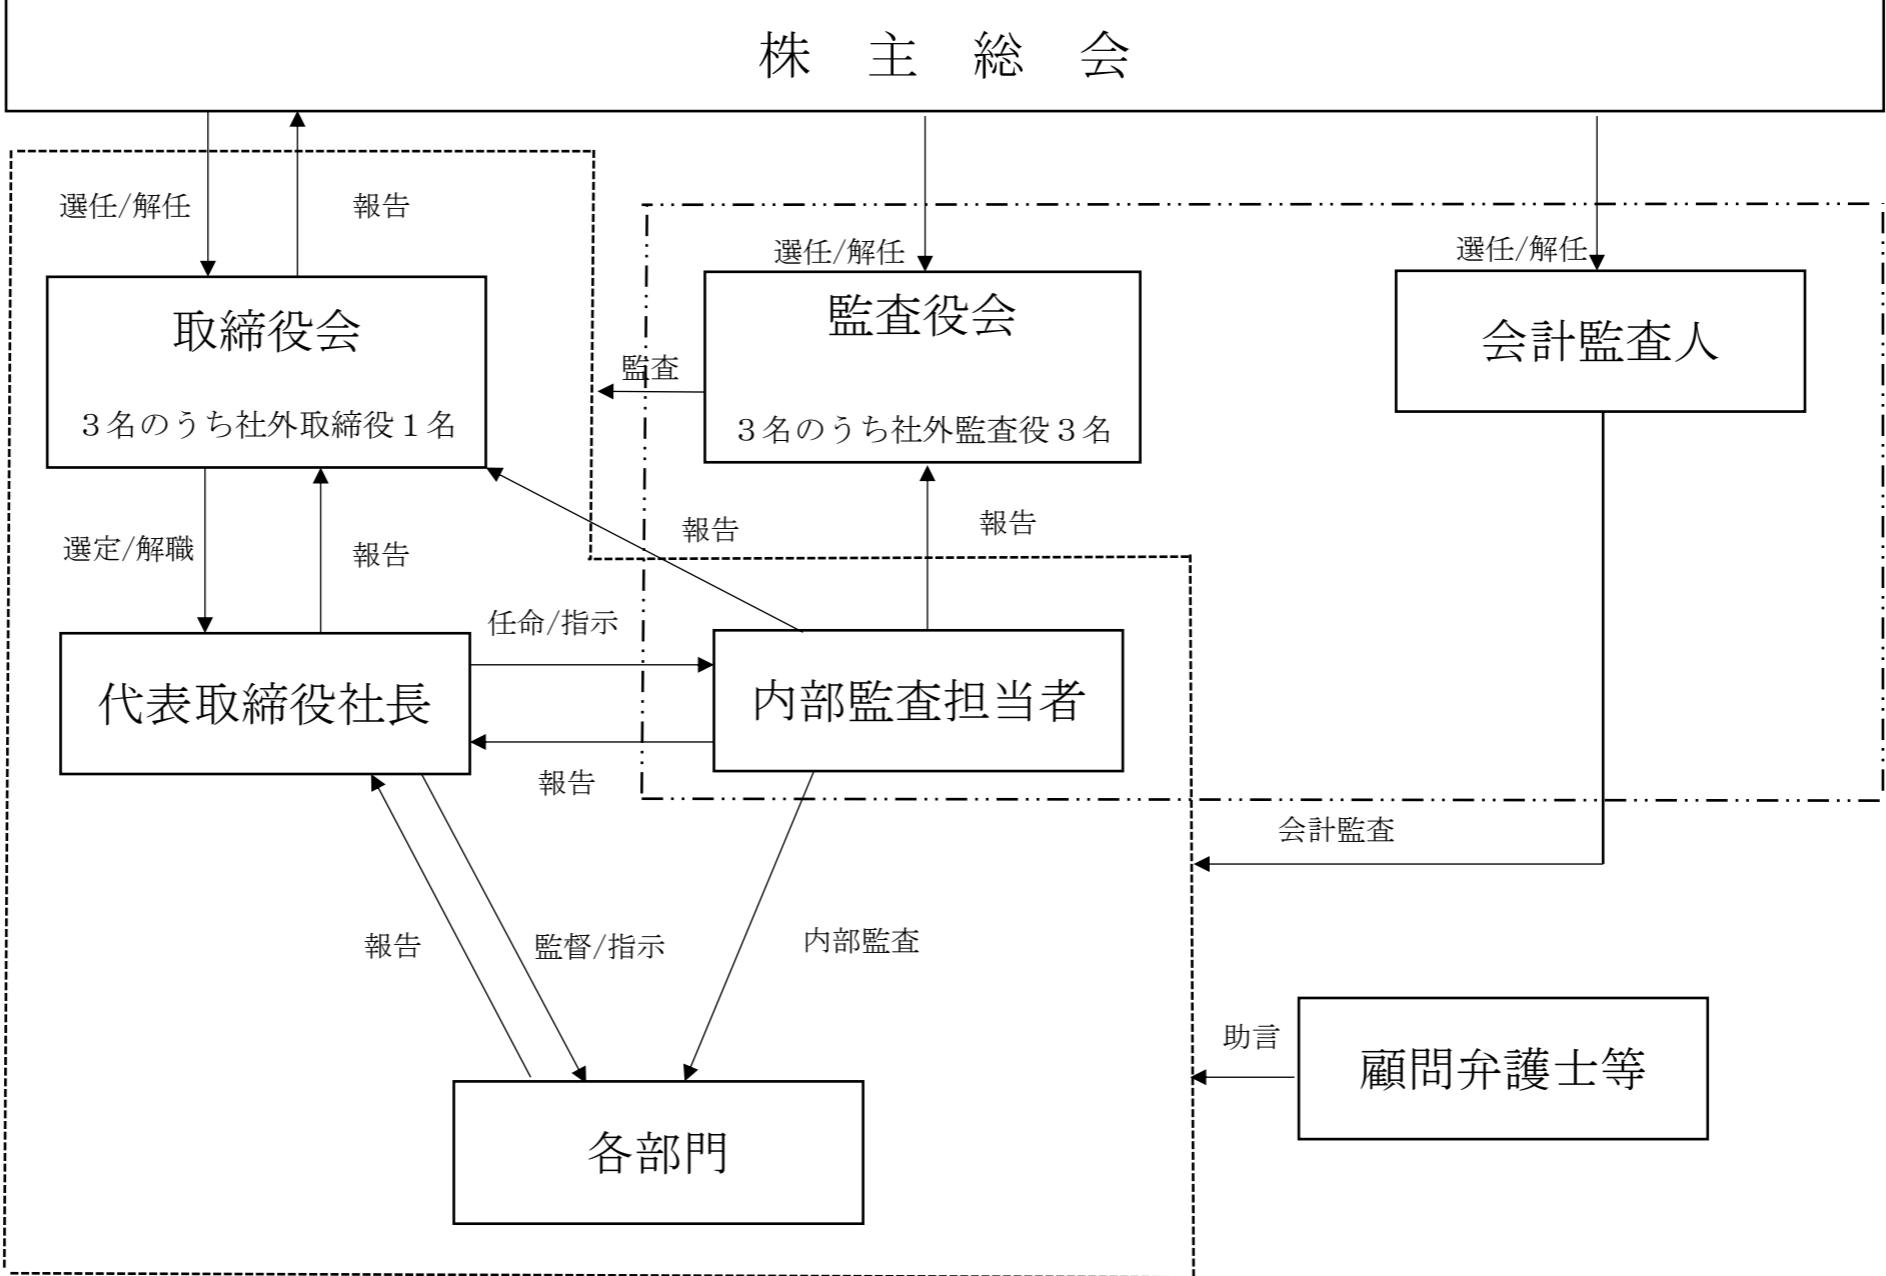 株　主　総　会
選任/解任
報告
選任/解任
選任/解任
取締役会
３名のうち社外取締役１名
監査
監査役会
３名のうち社外監査役３名
会計監査人
選定/解職
報告
報告
報告
任命/指示
代表取締役社長
内部監査担当者
報告
会計監査
報告
監督/指示
内部監査
助言
顧問弁護士等
各部門